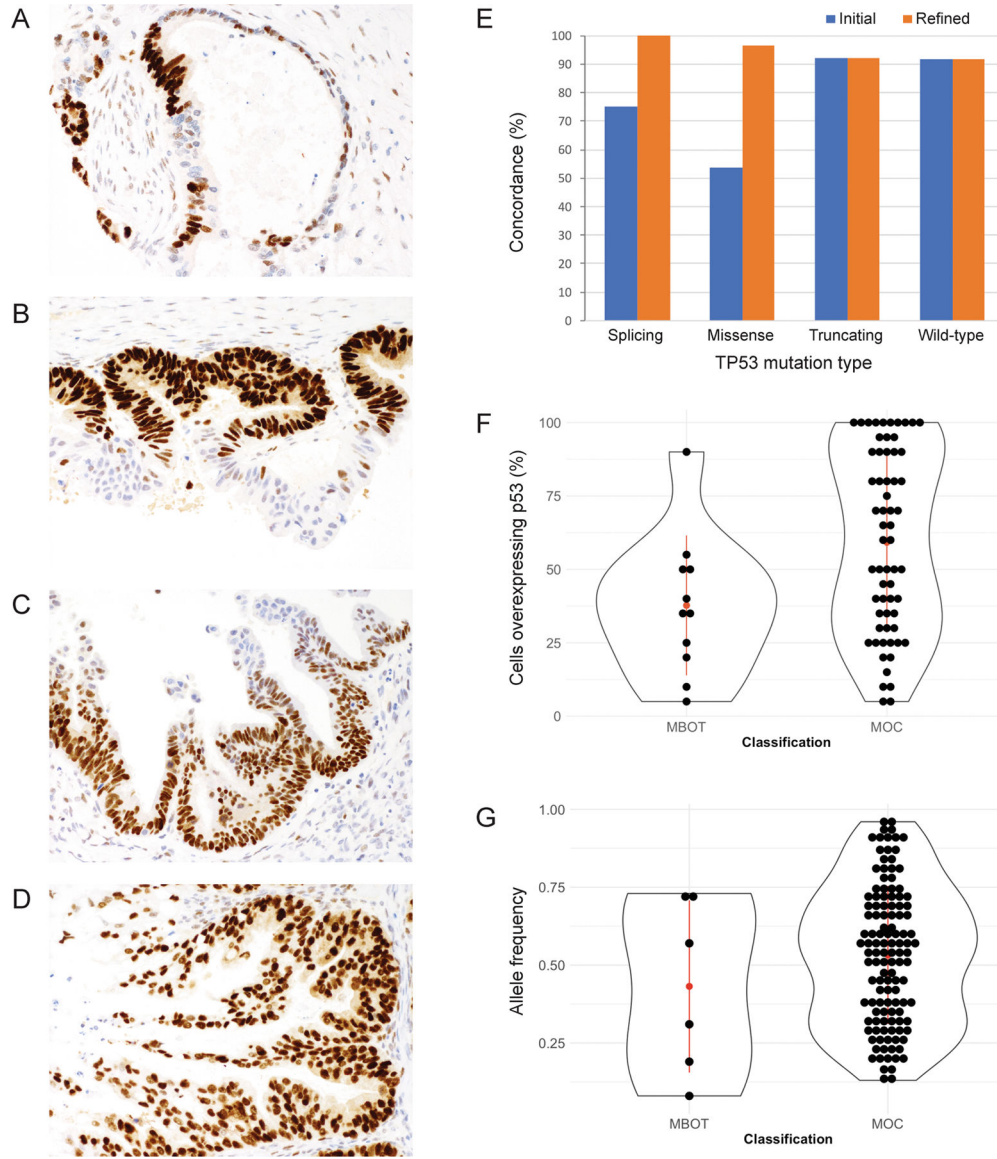 A
B
C
D
E
Initial Refined
Concordance (%)
100
90
80
70
60
50
40
30
20
10
0
Splicing Missense Truncating Wild-type
TP53 mutation type
F
Cells overexpressing p53 (%)
100
75
50
25
0
MBOT MOC
Classification
G
Allele frequency
1.00
0.75
0.50
0.25
MBOT MOC
Classification